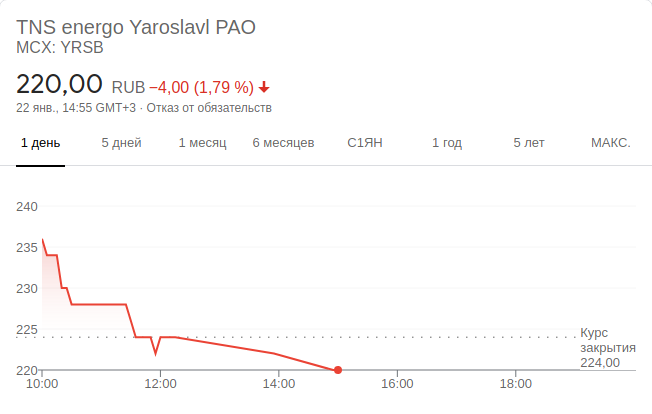 TNS energo Yaroslavl PAO
MCX: YRSB
220,00 RUB −4,00 (1,79 %)
22 янв., 14:55 GMT+3 · Отказ от обязательств
1 день 5 дней 1 месяц 6 месяцев С1ЯН 1 год 5 лет МАКС.
240
235
230
225
Курс
закрытия
224,00
220
10:00 12:00 14:00 16:00 18:00